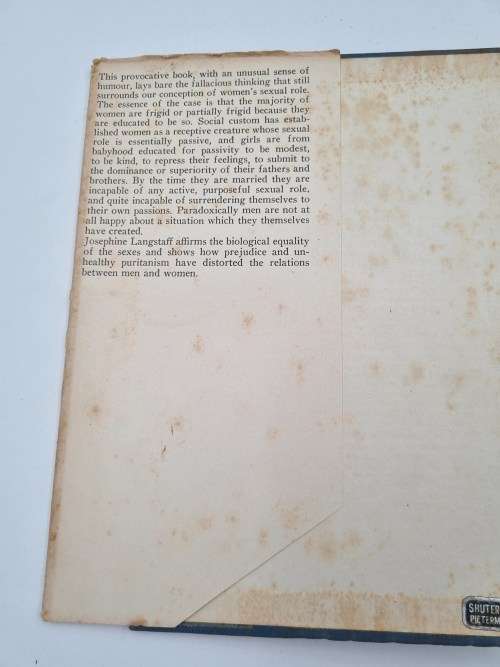 This provocative book, with an unusual sense of
humour, lays bare the fallacious thinking that still
surrounds our conception of women's sexual role.
The essence of the case is that the majority of
women are frigid or partially frigid because they
are educated to be so. Social custom has estab-
lished women as a receptive creature whose sexual
role is essentially passive, and girls are from
babyhood educated for passivity to be modest,
to be kind, to repress their feelings, to submit to
the dominance or superiority of their fathers and
brothers. By the time they are married they are
incapable of any active, purposeful sexual role,
and quite incapable of surrendering themselves to
their own passions. Paradoxically men are not at
all happy about a situation which they themselves
have created.
Josephine Langstaff affirms the biological equality
of the sexes and shows how prejudice and un-
healthy puritanism have distorted the relations
between men and women.
SHUTER
PIETERM